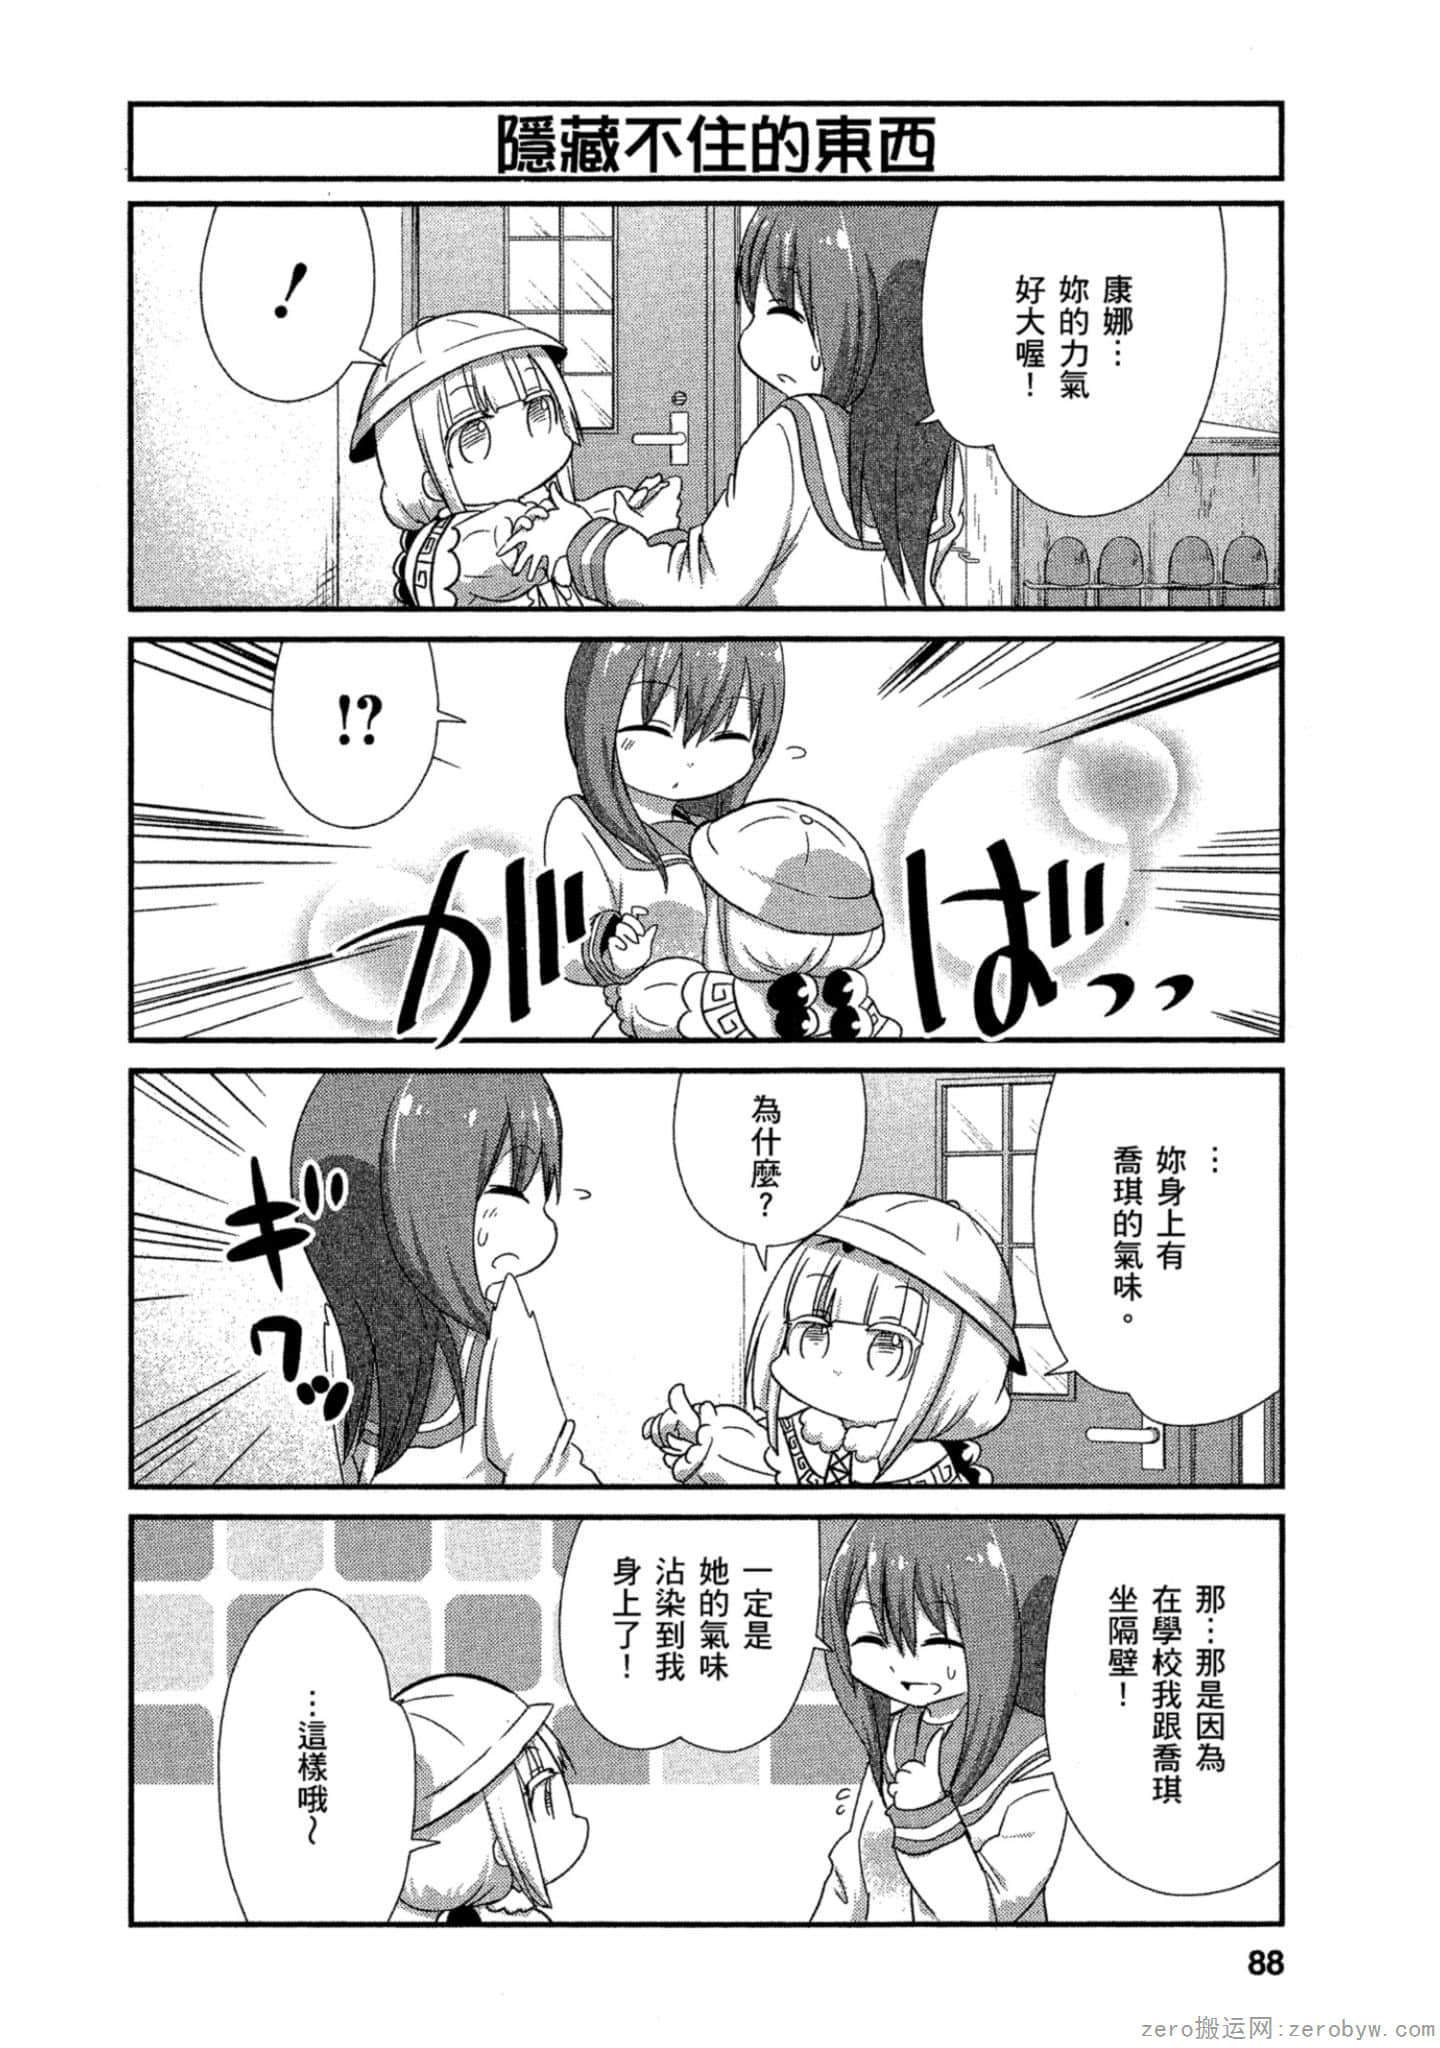 隱藏不住的東西
康娜…
妳的力氣
好大喔！
！
!?
ばっっ
が
…
妳身上有
喬琪的氣味。
為什麼？
ギクッ
那…那是因為
在學校我跟喬琪
坐隔壁！
一定是
她的氣味
沾染到我
身上了！
…這樣哦～
88
zero搬运网:zerobyw.com